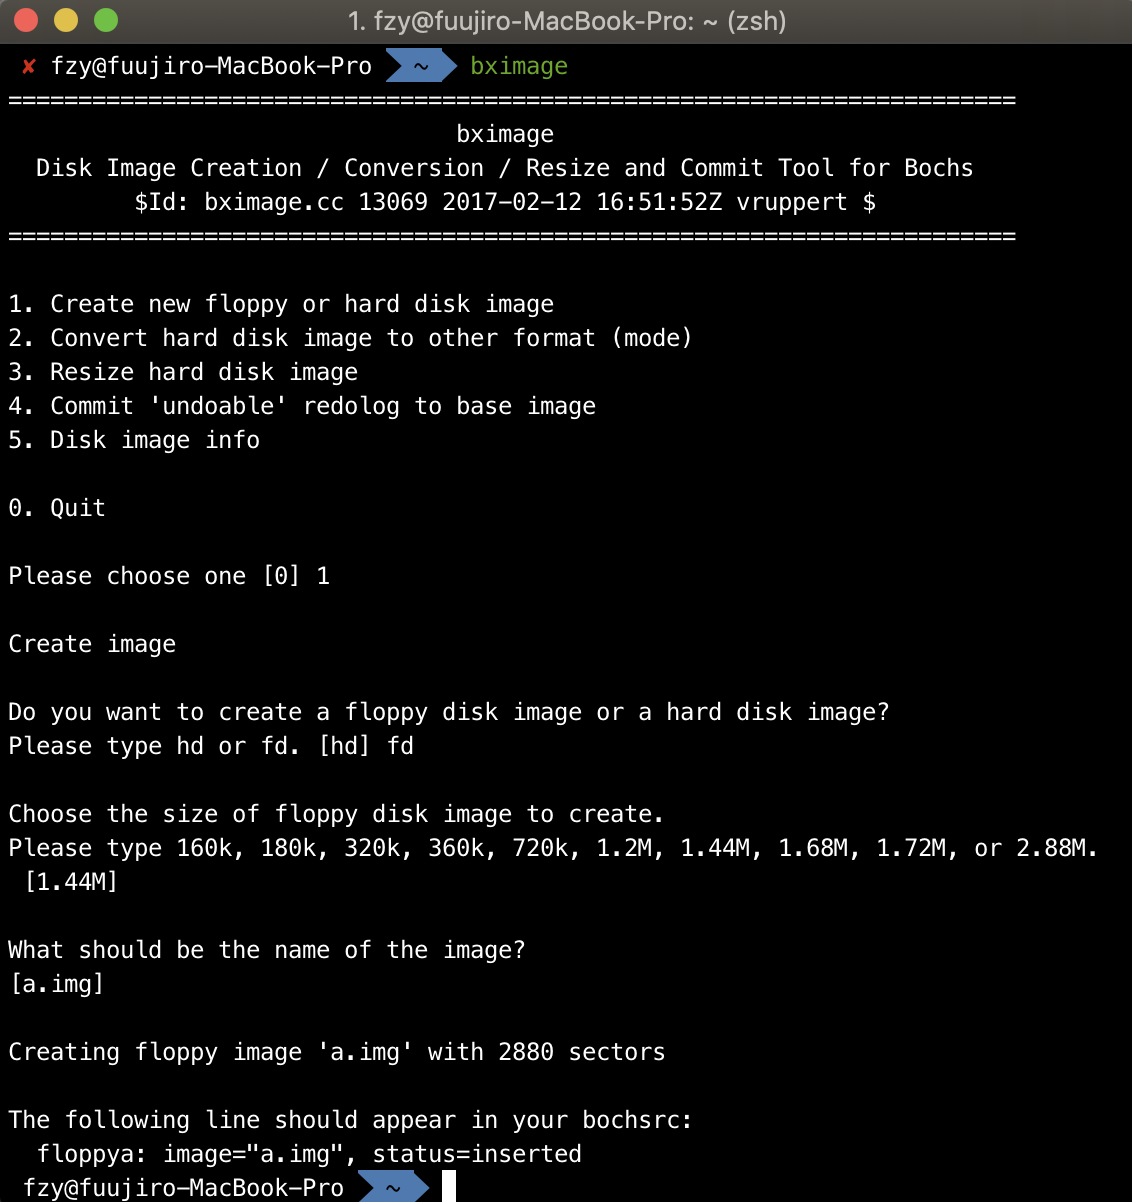 1. fzy@fuujiro-MacBook-Pro: ~ (zsh)
✘ fzy@fuujiro-MacBook-Pro ~ bximage
========================================================================
bximage
Disk Image Creation / Conversion / Resize and Commit Tool for Bochs
$Id: bximage.cc 13069 2017-02-12 16:51:52Z vruppert $
========================================================================
1. Create new floppy or hard disk image
2. Convert hard disk image to other format (mode)
3. Resize hard disk image
4. Commit 'undoable' redolog to base image
5. Disk image info
0. Quit
Please choose one [0] 1
Create image
Do you want to create a floppy disk image or a hard disk image?
Please type hd or fd. [hd] fd
Choose the size of floppy disk image to create.
Please type 160k, 180k, 320k, 360k, 720k, 1.2M, 1.44M, 1.68M, 1.72M, or 2.88M.
[1.44M]
What should be the name of the image?
[a.img]
Creating floppy image 'a.img' with 2880 sectors
The following line should appear in your bochsrc:
floppya: image="a.img", status=inserted
fzy@fuujiro-MacBook-Pro ~